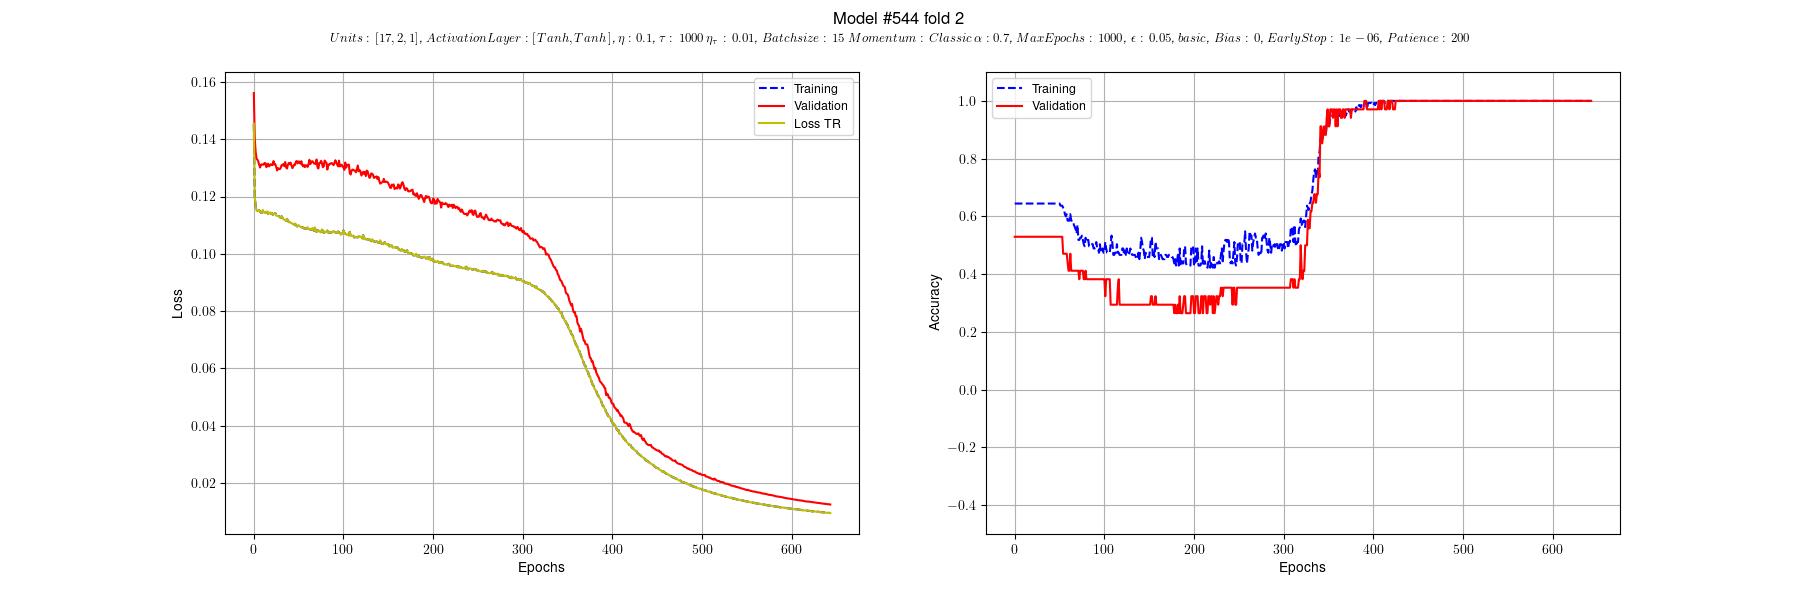 Model #544 fold 2
Units : [17, 2, 1], ActivationLayer : [Tanh, Tanh], η : 0.1, τ : 1000 η_τ : 0.01, Batchsize : 15 Momentum : Classic α : 0.7, MaxEpochs : 1000, ϵ : 0.05, basic, Bias : 0, EarlyStop : 1e − 06, Patience : 200
0.16
0.14
0.12
0.10
0.08
0.06
0.04
0.02
Loss
0 100 200 300 400 500 600
Epochs
Training
Validation
Loss TR
1.0
0.8
0.6
0.4
0.2
0.0
−0.2
−0.4
Accuracy
0 100 200 300 400 500 600
Epochs
Training
Validation